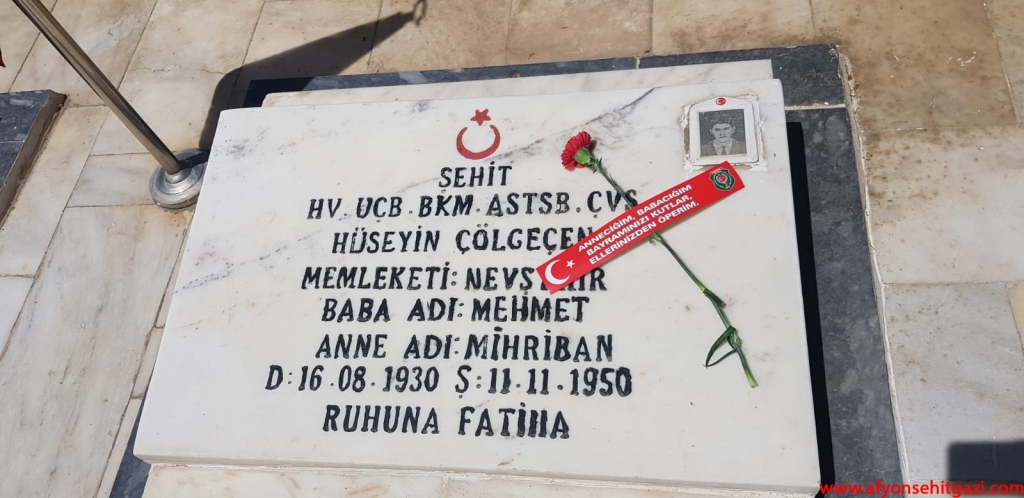 ŞEHİT
HV. UÇB. BKM. ASTSB. ÇVŞ
HÜSEYİN ÇÖLGEÇEN
MEMLEKETİ: NEVŞEHİR
BABA ADI: MEHMET
ANNE ADI: MİHRİBAN
D: 16.08.1930 Ş: 11.11.1950
RUHUNA FATİHA
ANNECİĞİM, BABACIĞIM
BAYRAMINIZI KUTLAR,
ELLERİNİZDEN ÖPERİM.
www.afyonsehitgazi.com